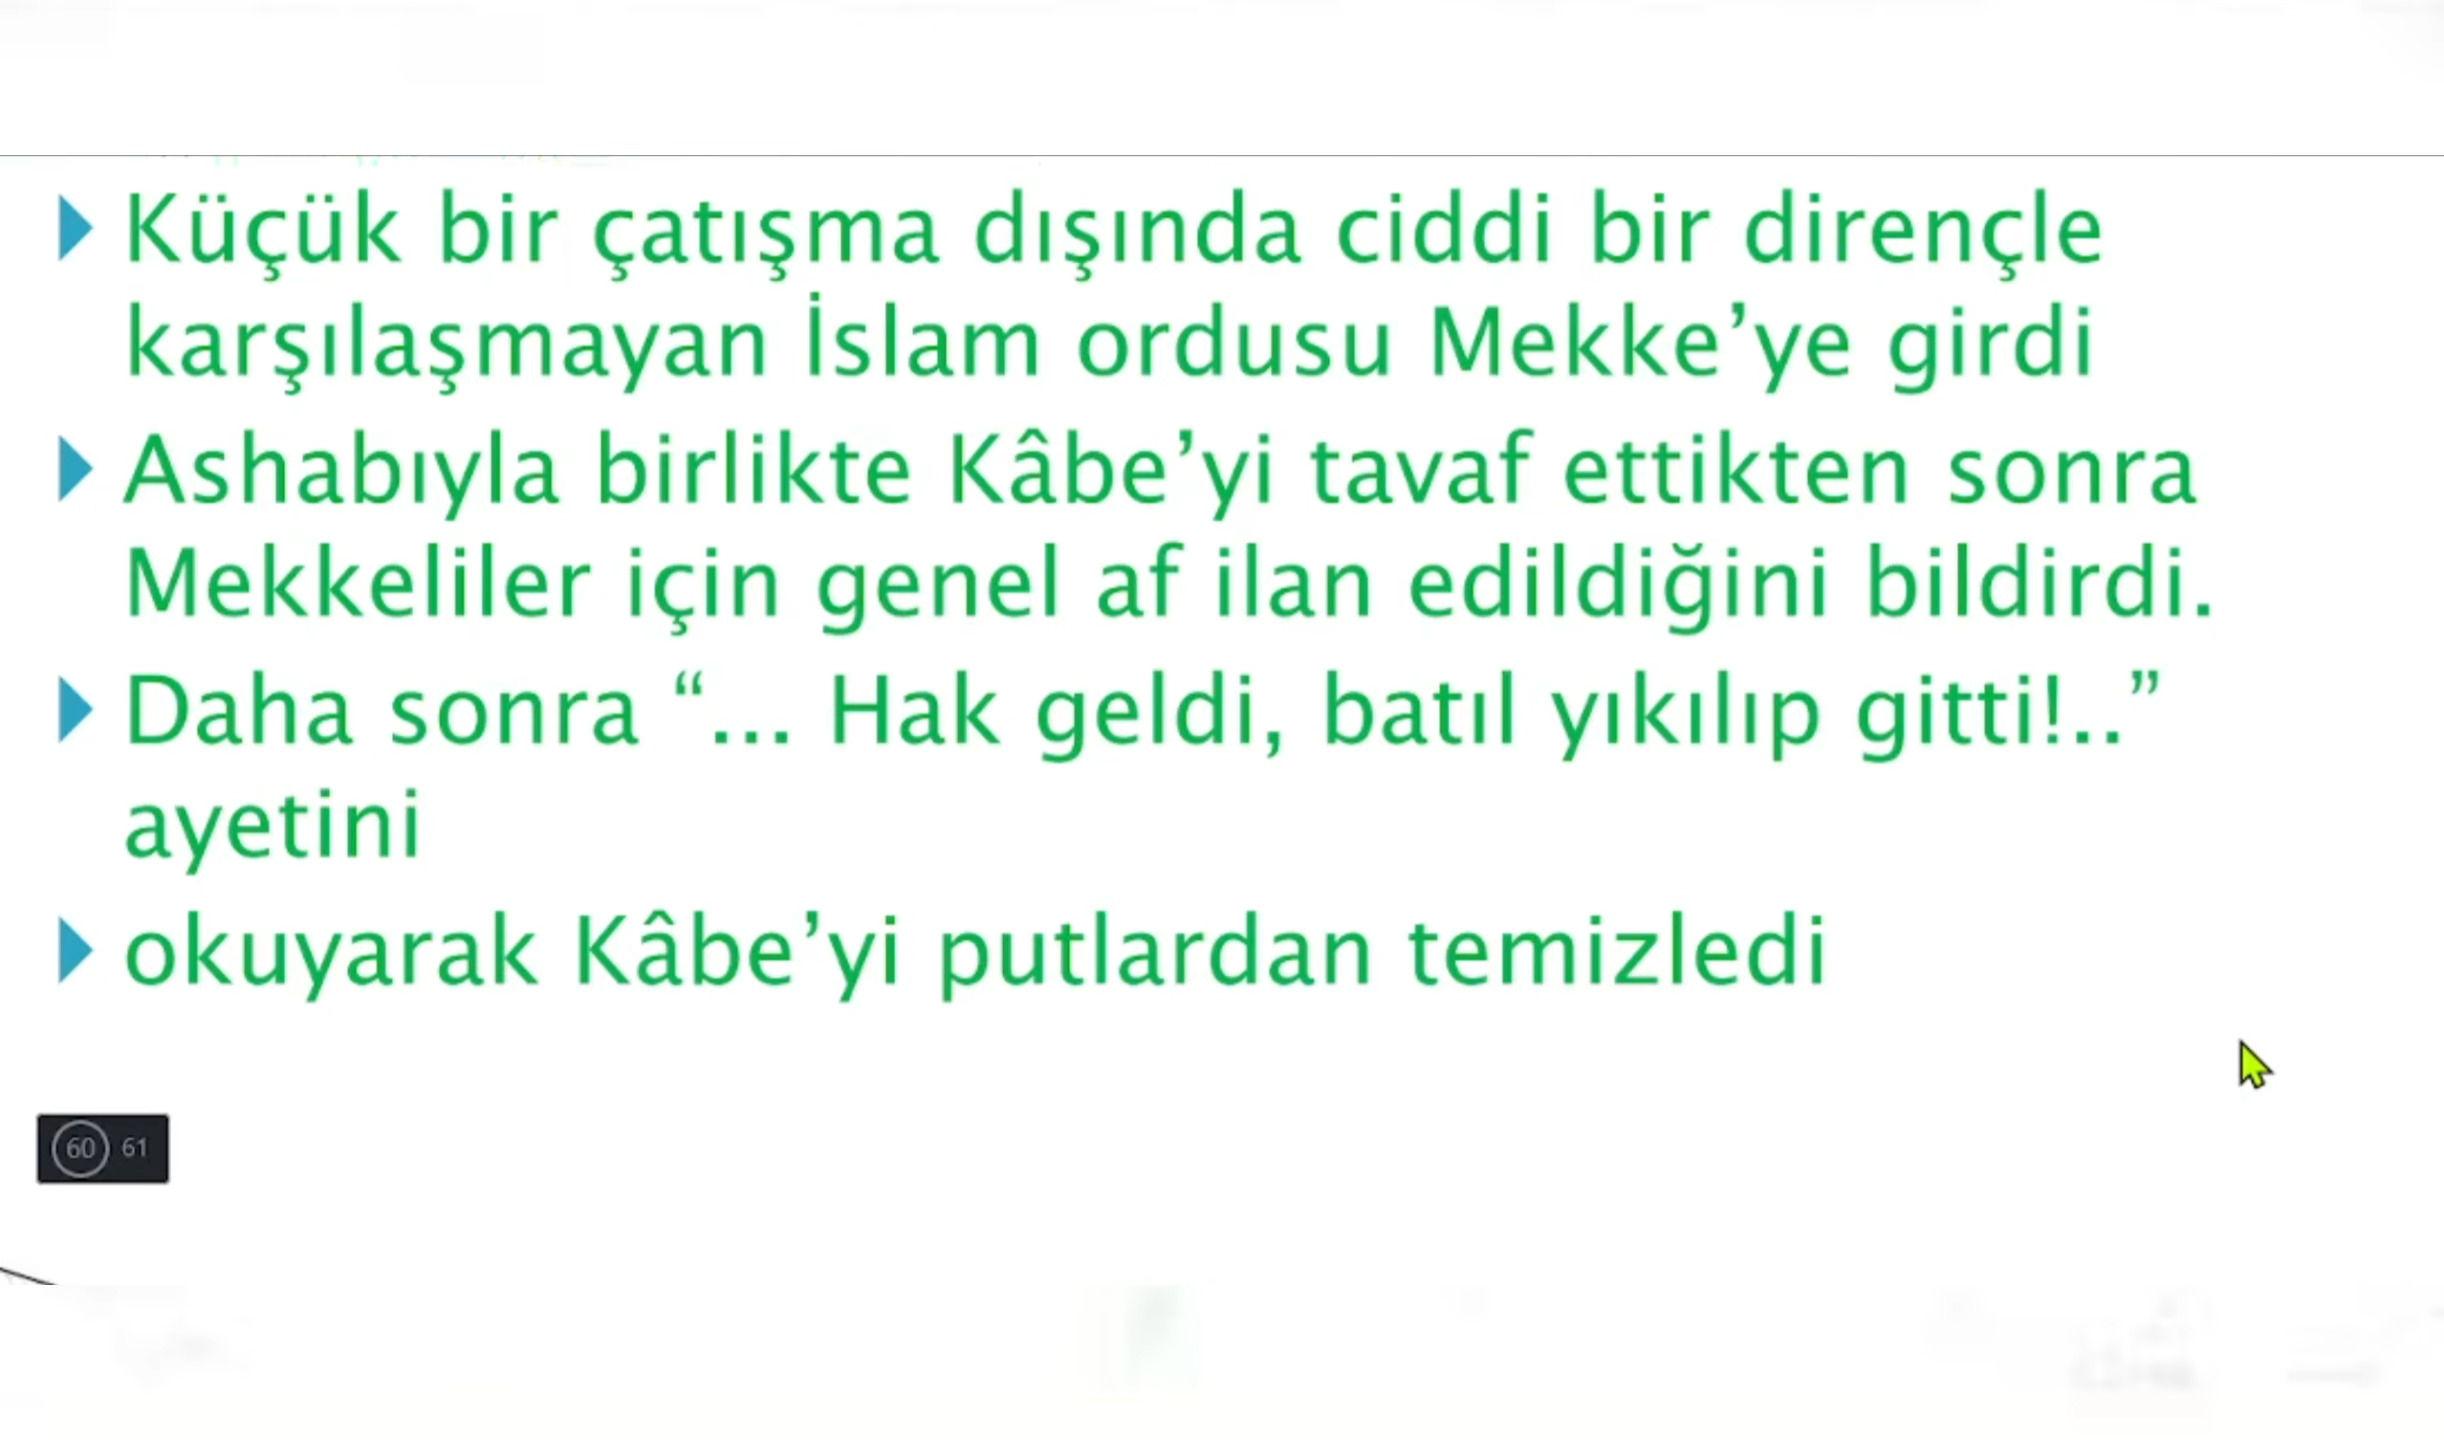 Küçük bir çatışma dışında ciddi bir dirençle
karşılaşmayan İslam ordusu Mekke’ye girdi
Ashabıyla birlikte Kâbe’yi tavaf ettikten sonra
Mekkeliler için genel af ilan edildiğini bildirdi.
Daha sonra “... Hak geldi, batıl yıkılıp gitti!..”
ayetini
okuyarak Kâbe’yi putlardan temizledi
60 61